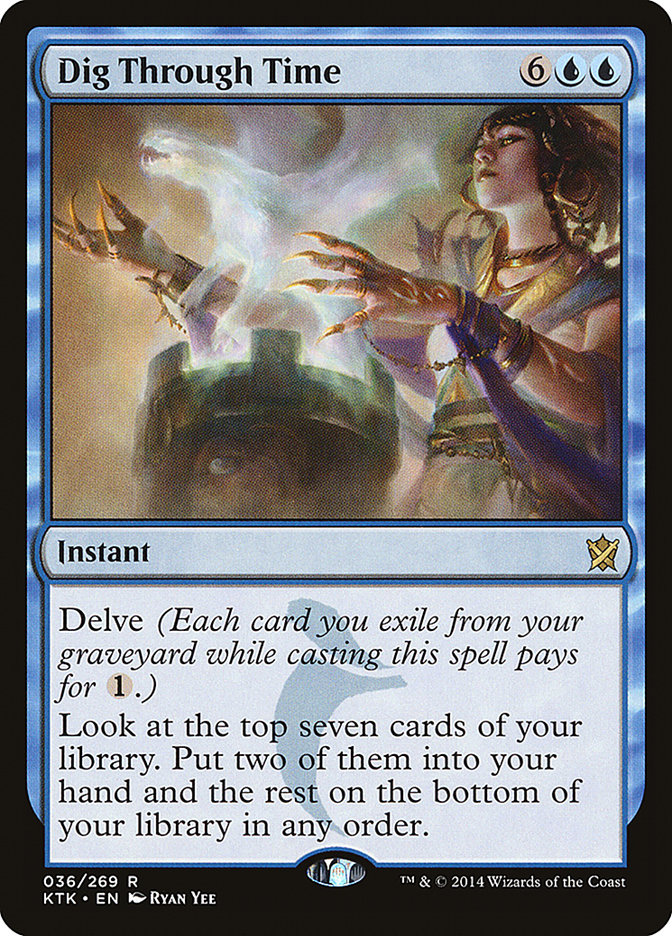 Dig Through Time 6
Instant
Delve (Each card you exile from your
graveyard while casting this spell pays
for 1.)
Look at the top seven cards of your
library. Put two of them into your
hand and the rest on the bottom of
your library in any order.
036/269 R
KTK • EN Ryan Yee
™ & © 2014 Wizards of the Coast